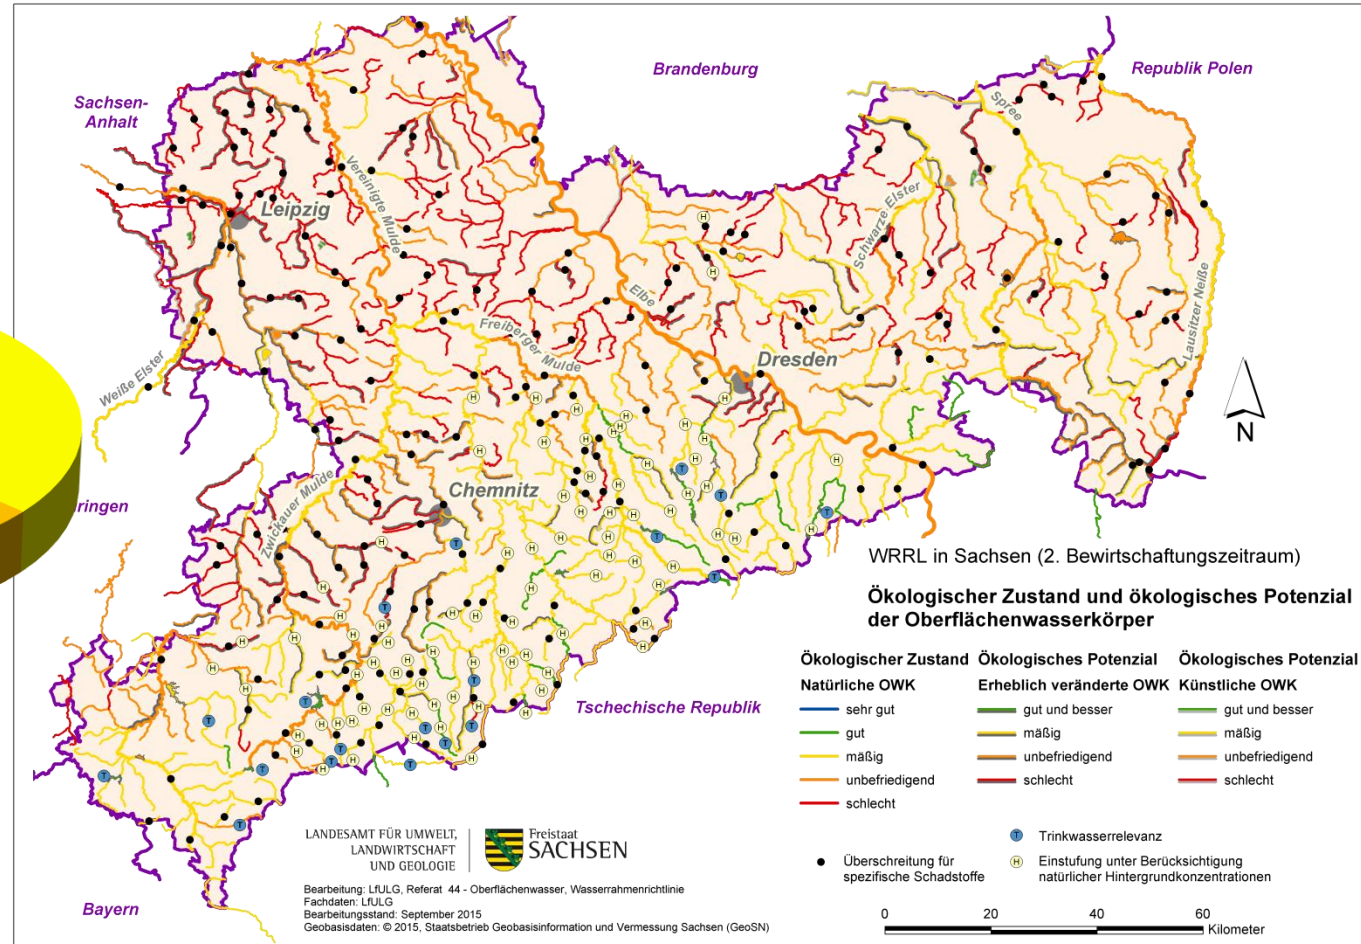 Brandenburg
Republik Polen
Sachsen-
Anhalt
Spree
Vereinigte Mulde
Leipzig
Schwarze Elster
Elbe
Lausitzer Neiße
Freiberger Mulde
Dresden
Weiße Elster
N
Chemnitz
ringen
Zwickauer Mulde
Tschechische Republik
Bayern
WRRL in Sachsen (2. Bewirtschaftungszeitraum)
Ökologischer Zustand und ökologisches Potenzial
der Oberflächenwasserkörper
Ökologischer Zustand
Natürliche OWK
sehr gut
gut
mäßig
unbefriedigend
schlecht
Ökologisches Potenzial
Erheblich veränderte OWK
gut und besser
mäßig
unbefriedigend
schlecht
Ökologisches Potenzial
Künstliche OWK
gut und besser
mäßig
unbefriedigend
schlecht
Überschreitung für
spezifische Schadstoffe
T Trinkwasserrelevanz
H Einstufung unter Berücksichtigung
natürlicher Hintergrundkonzentrationen
0 20 40 60
Kilometer
LANDESAMT FÜR UMWELT,
LANDWIRTSCHAFT
UND GEOLOGIE
Freistaat
SACHSEN
Bearbeitung: LfULG, Referat 44 - Oberflächenwasser, Wasserrahmenrichtlinie
Fachdaten: LfULG
Bearbeitungsstand: September 2015
Geobasisdaten: © 2015, Staatsbetrieb Geobasisinformation und Vermessung Sachsen (GeoSN)